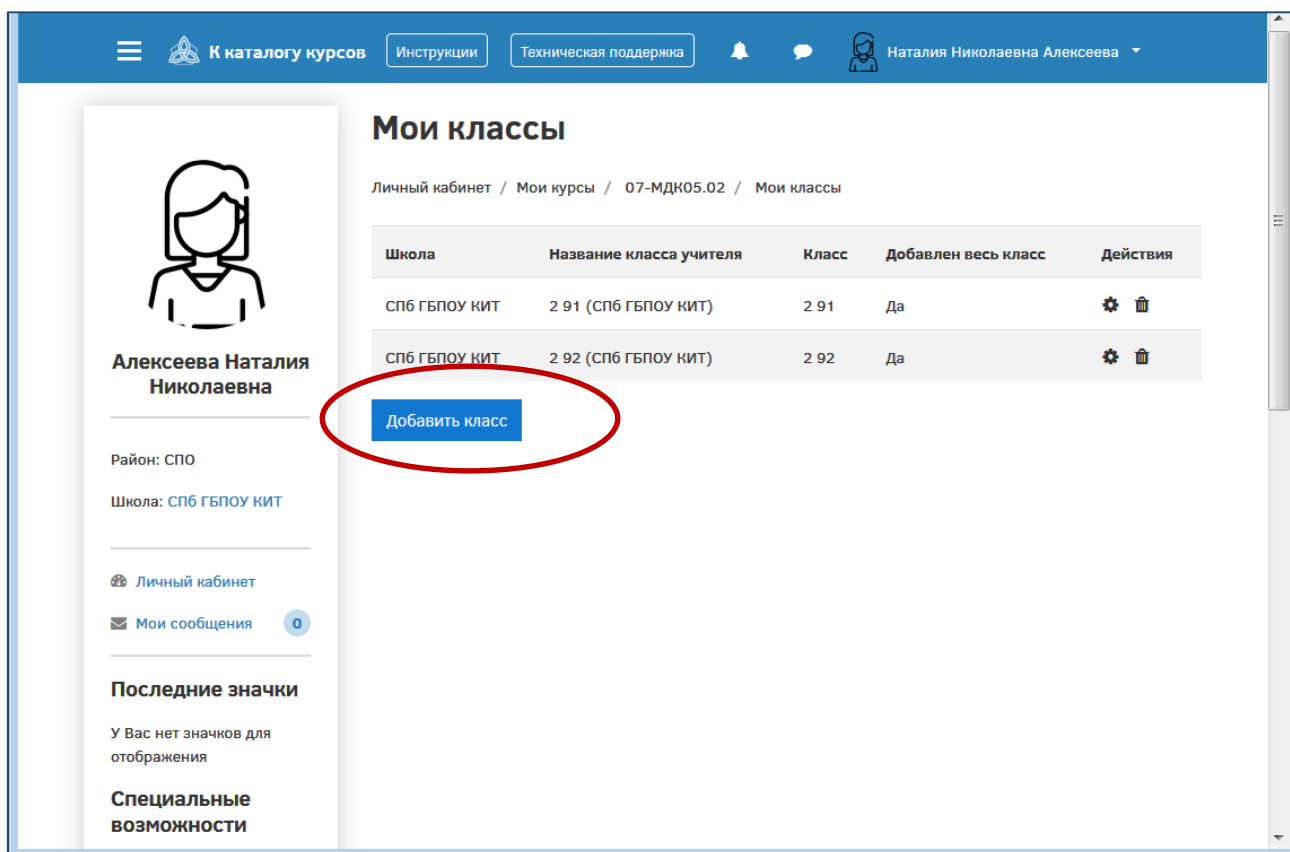 К каталогу курсов Инструкции Техническая поддержка Наталия Николаевна Алексеева
Алексеева Наталия
Николаевна
Район: СПО
Школа: СПб ГБПОУ КИТ
Личный кабинет
Мои сообщения 0
Последние значки
У Вас нет значков для
отображения
Специальные
возможности
Мои классы
Личный кабинет / Мои курсы / 07-МДК05.02 / Мои классы
Школа Название класса учителя Класс Добавлен весь класс Действия
СПб ГБПОУ КИТ 2 91 (СПб ГБПОУ КИТ) 2 91 Да
СПб ГБПОУ КИТ 2 92 (СПб ГБПОУ КИТ) 2 92 Да
Добавить класс